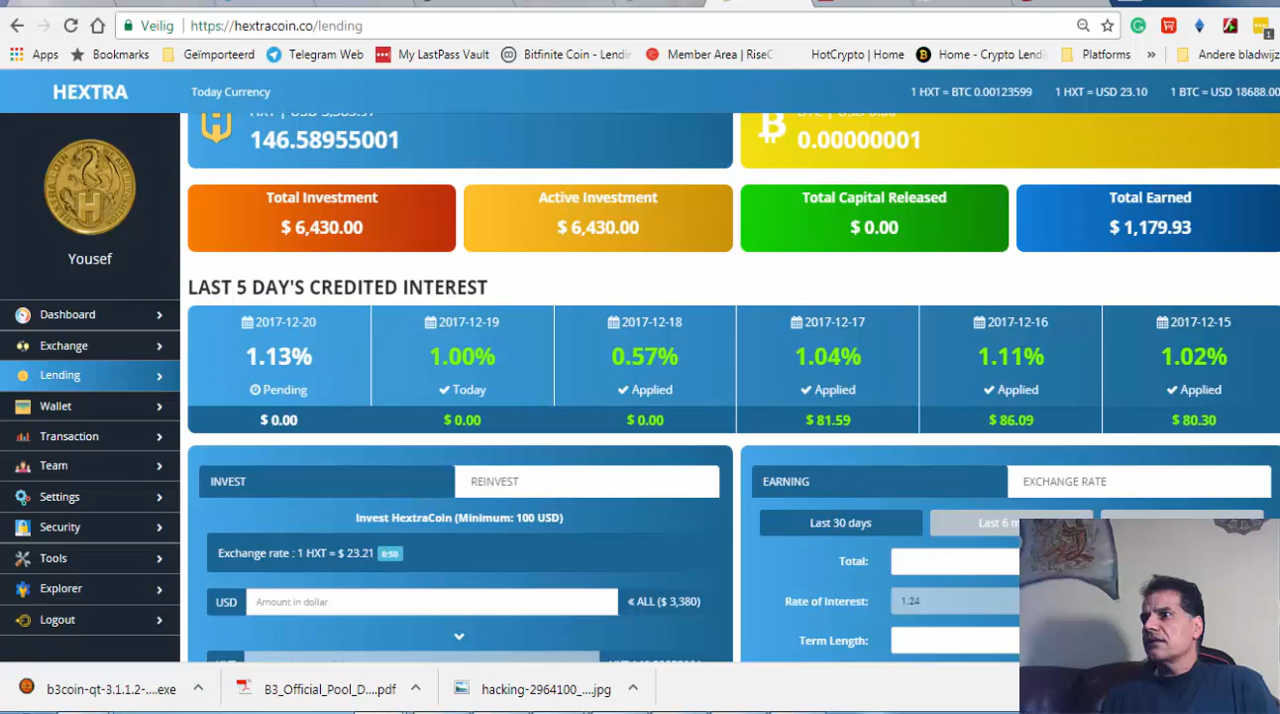 Veilig https://hextracoin.co/lending
Apps Bookmarks Geïmporteerd Telegram Web My LastPass Vault Bitfinite Coin - Lendin Member Area | RiseC HotCrypto | Home Home - Crypto Lendi Platforms » Andere bladwijz
HEXTRA Today Currency 1 HXT = BTC 0.00123599 1 HXT = USD 23.10 1 BTC = USD 18688.00
146.58955001 0.00000001
Total Investment Active Investment Total Capital Released Total Earned
$ 6,430.00 $ 6,430.00 $ 0.00 $ 1,179.93
Yousef
LAST 5 DAY'S CREDITED INTEREST
2017-12-20 2017-12-19 2017-12-18 2017-12-17 2017-12-16 2017-12-15
1.13% 1.00% 0.57% 1.04% 1.11% 1.02%
Pending Today Applied Applied Applied Applied
$ 0.00 $ 0.00 $ 0.00 $ 81.59 $ 86.09 $ 80.30
Dashboard
Exchange
Lending
Wallet
Transaction
Team
Settings
Security
Tools
Explorer
Logout
INVEST REINVEST
Invest HextraCoin (Minimum: 100 USD)
Exchange rate : 1 HXT = $ 23.21 0:50
USD Amount in dollar « ALL ($ 3,380)
EARNING EXCHANGE RATE
Last 30 days Last 6 m
Total:
Rate of Interest: 1.24
Term Length:
b3coin-qt-3.1.1.2-....exe B3_Official_Pool_D....pdf hacking-2964100_....jpg